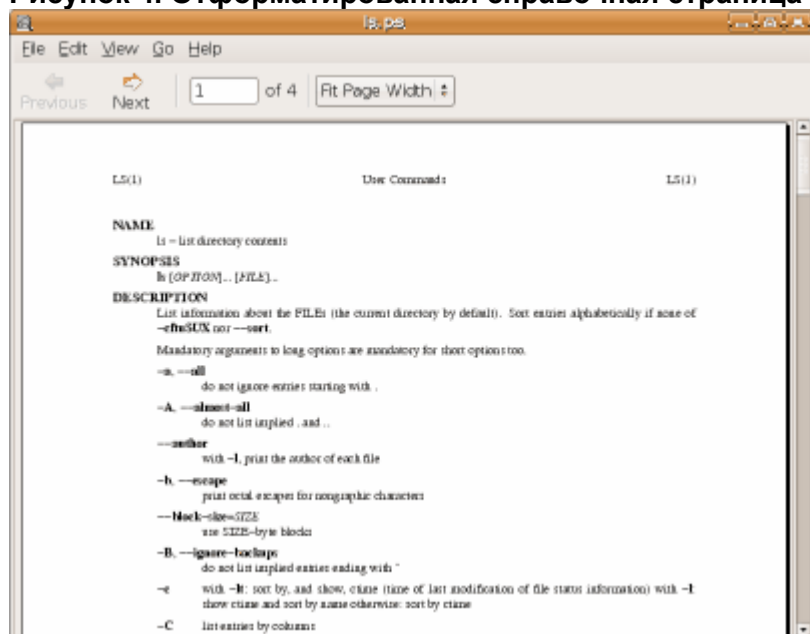 Рисунок 4. Отформатированная справочная страница
ls.ps
File Edit View Go Help
Previous Next 1 of 4 Fit Page Width
LS(1) User Commands LS(1)
NAME
ls − list directory contents
SYNOPSIS
ls [OPTION]... [FILE]...
DESCRIPTION
List information about the FILEs (the current directory by default). Sort entries alphabetically if none of
−cftuSUX nor −−sort.
Mandatory arguments to long options are mandatory for short options too.
−a, −−all
do not ignore entries starting with .
−A, −−almost−all
do not list implied . and ..
−−author
with −l, print the author of each file
−b, −−escape
print octal escapes for nongraphic characters
−−block−size=SIZE
use SIZE−byte blocks
−B, −−ignore−backups
do not list implied entries ending with ~
−c with −lt: sort by, and show, ctime (time of last modification of file status information) with −l:
show ctime and sort by name otherwise: sort by ctime
−C list entries by columns